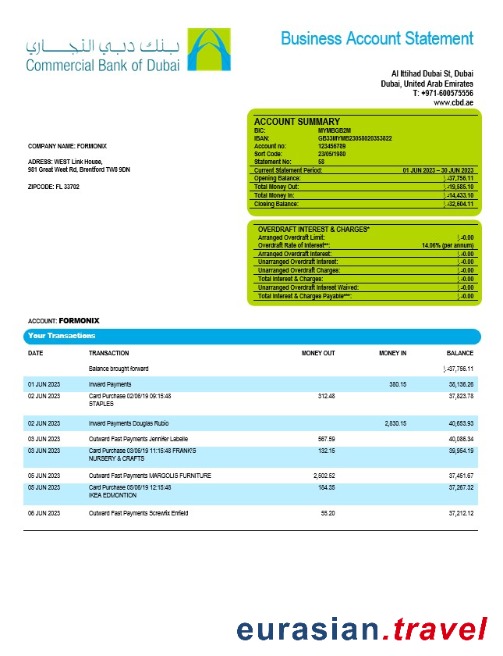 بنك دبي التجاري
Commercial Bank of Dubai
Business Account Statement
Al Ittihad Dubai St, Dubai
Dubai, United Arab Emirates
T: +971-600575556
www.cbd.ae
COMPANY NAME: FORMONIX
ADRESS: WEST Link House,
981 Great West Rd, Brentford TW8 9DN
ZIPCODE: FL 33702
ACCOUNT SUMMARY
BIC: MYMBGB2M
IBAN: GB33MYMB23058020353822
Account no: 123456789
Sort Code: 23/05/1980
Statement No: 58
Current Statement Period: 01 JUN 2023 – 30 JUN 2023
Opening Balance: 37,756.11
Total Money Out: 19,585.10
Total Money In: 14,433.10
Closing Balance: 32,604.11
OVERDRAFT INTEREST & CHARGES*
Arranged Overdraft Limit: 0.00
Overdraft Rate of Interest**: 14.06% (per annum)
Arranged Overdraft Interest: 0.00
Unarranged Overdraft Interest: 0.00
Unarranged Overdraft Charges: 0.00
Total Interest & Charges: 0.00
Unarranged Overdraft Interest Waived: 0.00
Total Interest & Charges Payable***: 0.00
ACCOUNT: FORMONIX
Your Transactions
DATE TRANSACTION MONEY OUT MONEY IN BALANCE
Balance brought forward 37,756.11
01 JUN 2023 Inward Payments 380.15 38,136.26
02 JUN 2023 Card Purchase 02/06/19 09:15:48 312.48 37,823.78
STAPLES
02 JUN 2023 Inward Payments Douglas Rubio 2,830.15 40,653.93
03 JUN 2023 Outward Fast Payments Jennifer Labelle 567.59 40,086.34
03 JUN 2023 Card Purchase 03/06/19 11:15:48 FRANK'S 132.15 39,954.19
NURSERY & CRAFTS
05 JUN 2023 Outward Fast Payments MARGOLIS FURNITURE 2,502.52 37,451.67
05 JUN 2023 Card Purchase 05/06/19 12:15:48 184.35 37,267.32
IKEA EDMONTION
06 JUN 2023 Outward Fast Payments Screwfix Enfield 55.20 37,212.12
eurasian.travel